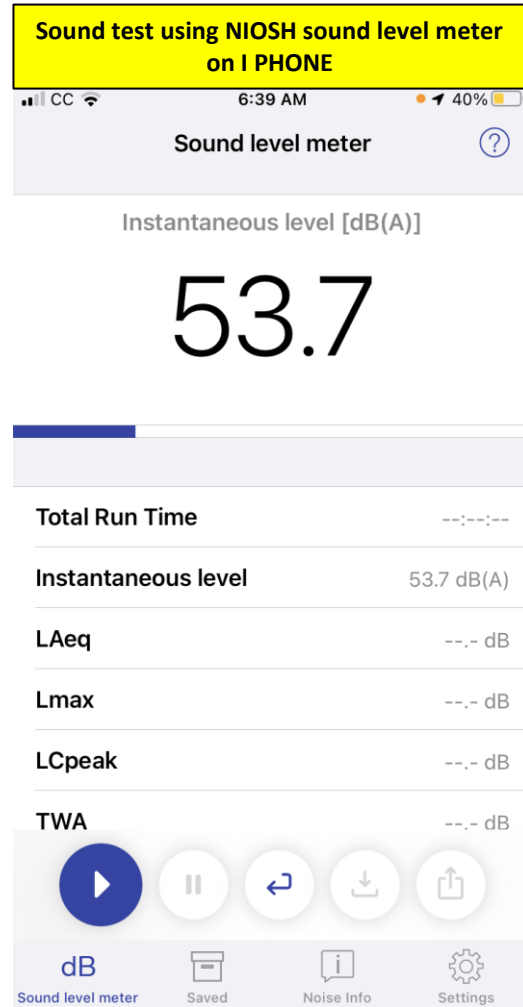 Sound test using NIOSH sound level meter
on I PHONE
CC 6:39 AM 40%
Sound level meter ?
Instantaneous level [dB(A)]
53.7
Total Run Time --:--:--
Instantaneous level 53.7 dB(A)
LAeq --.- dB
Lmax --.- dB
LCpeak --.- dB
TWA --.- dB
dB i
Sound level meter Saved Noise Info Settings